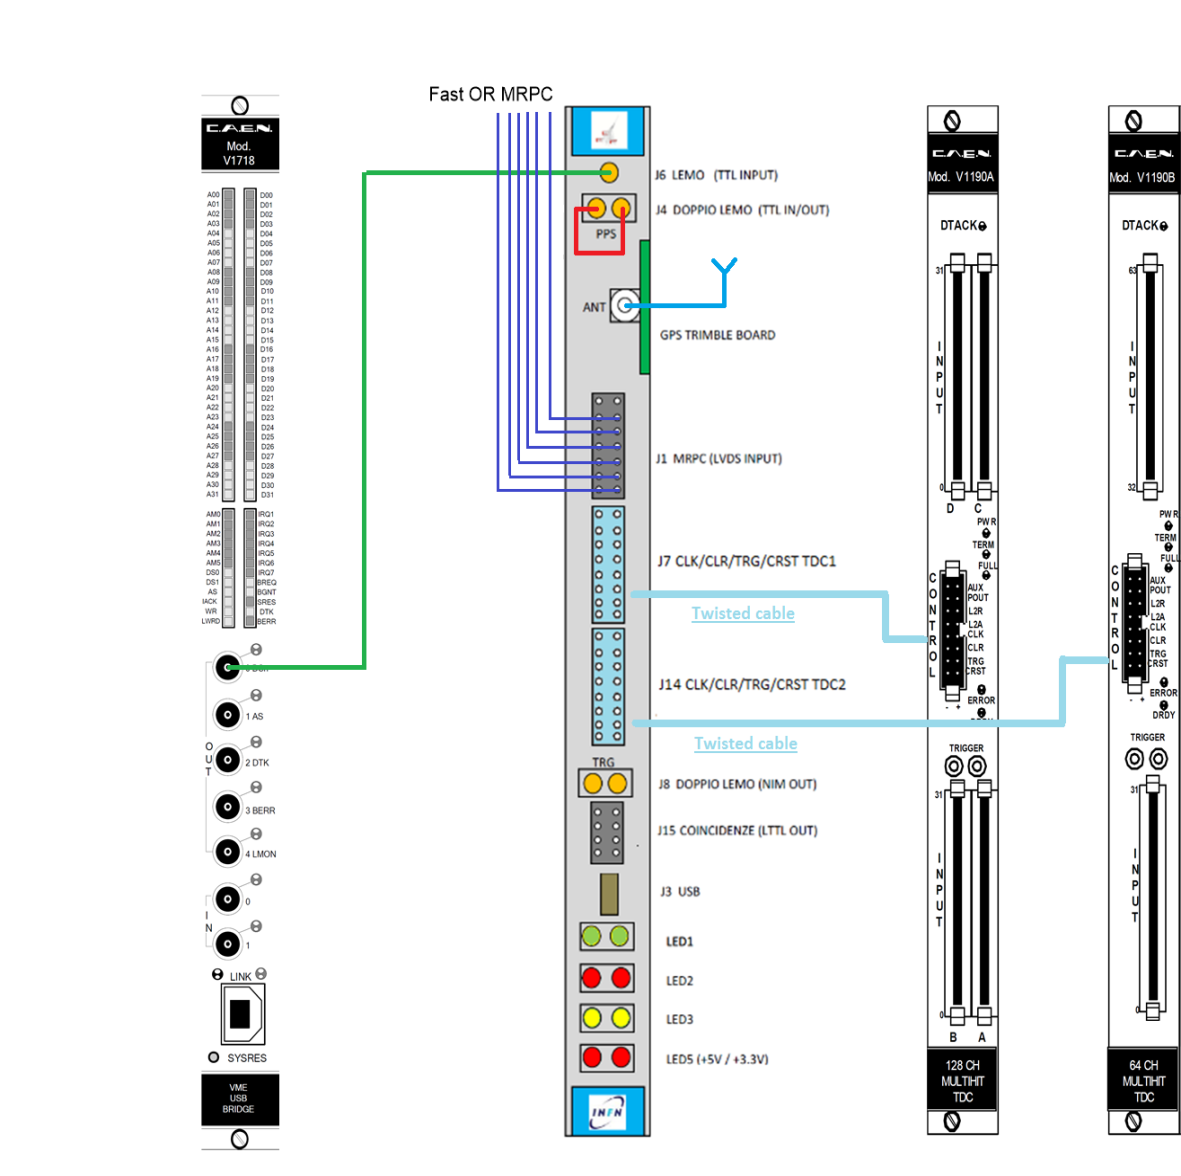 Fast OR MRPC
C.A.E.N.
Mod.
V1718
A00 D00
A01 D01
A02 D02
A03 D03
A04 D04
A05 D05
A06 D06
A07 D07
A08 D08
A09 D09
A10 D10
A11 D11
A12 D12
A13 D13
A14 D14
A15 D15
A16 D16
A17 D17
A18 D18
A19 D19
A20 D20
A21 D21
A22 D22
A23 D23
A24 D24
A25 D25
A26 D26
A27 D27
A28 D28
A29 D29
A30 D30
A31 D31
AM0 IRQ1
AM1 IRQ2
AM2 IRQ3
AM3 IRQ4
AM4 IRQ5
AM5 IRQ6
DS0 IRQ7
DS1 BREQ
AS BGNT
IACK SRES
WR DTK
LWRD BERR
OUT
1 AS
2 DTK
3 BERR
4 LMON
IN
0
1
LINK
SYSRES
VME
USB
BRIDGE
J6 LEMO (TTL INPUT)
J4 DOPPIO LEMO (TTL IN/OUT)
PPS
ANT
GPS TRIMBLE BOARD
J1 MRPC (LVDS INPUT)
J7 CLK/CLR/TRG/CRST TDC1
Twisted cable
J14 CLK/CLR/TRG/CRST TDC2
Twisted cable
TRG
J8 DOPPIO LEMO (NIM OUT)
J15 COINCIDENZE (LTTL OUT)
J3 USB
LED1
LED2
LED3
LED5 (+5V / +3.3V)
INFN
C.A.E.N.
Mod. V1190A
DTACK
31
INPUT
0
D C
PWR
TERM
FULL
CONTROL
AUX
POUT
L2R
L2A
CLK
CLR
TRG
CRST
- +
ERROR
TRIGGER
31
INPUT
0
B A
128 CH
MULTIHIT
TDC
C.A.E.N.
Mod. V1190B
DTACK
63
INPUT
32
PWR
TERM
FULL
CONTROL
AUX
POUT
L2R
L2A
CLK
CLR
TRG
CRST
- +
ERROR
DRDY
TRIGGER
31
INPUT
0
64 CH
MULTIHIT
TDC